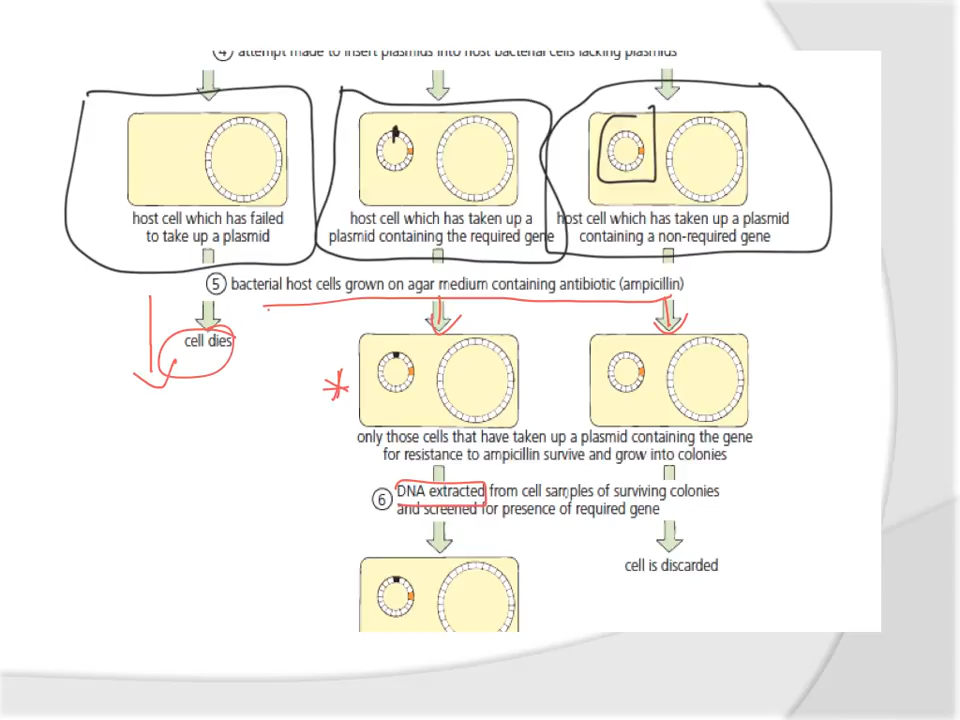 4 attempt made to insert plasmids into host bacterial cells lacking plasmids
host cell which has failed
to take up a plasmid
host cell which has taken up a
plasmid containing the required gene
host cell which has taken up a plasmid
containing a non-required gene
5 bacterial host cells grown on agar medium containing antibiotic (ampicillin)
cell dies
only those cells that have taken up a plasmid containing the gene
for resistance to ampicillin survive and grow into colonies
6 DNA extracted from cell samples of surviving colonies
and screened for presence of required gene
cell is discarded